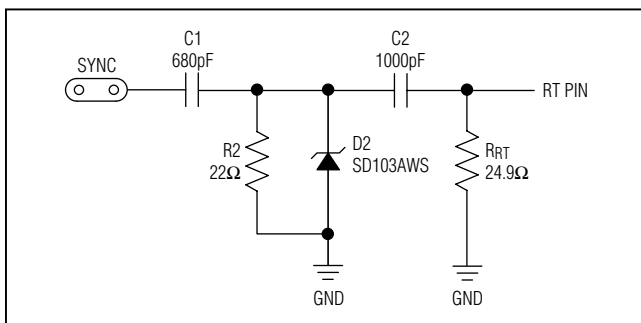 SYNC
C1
680pF
C2
1000pF
RT PIN
R2
22Ω
D2
SD103AWS
RRT
24.9Ω
GND
GND